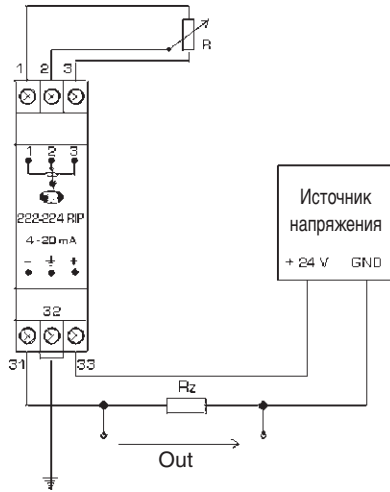 R
1 2 3
1 2 3
222-224 RIP
4-20 mA
- +
32
31 33
Источник
напряжения
+ 24 V GND
Rz
Out